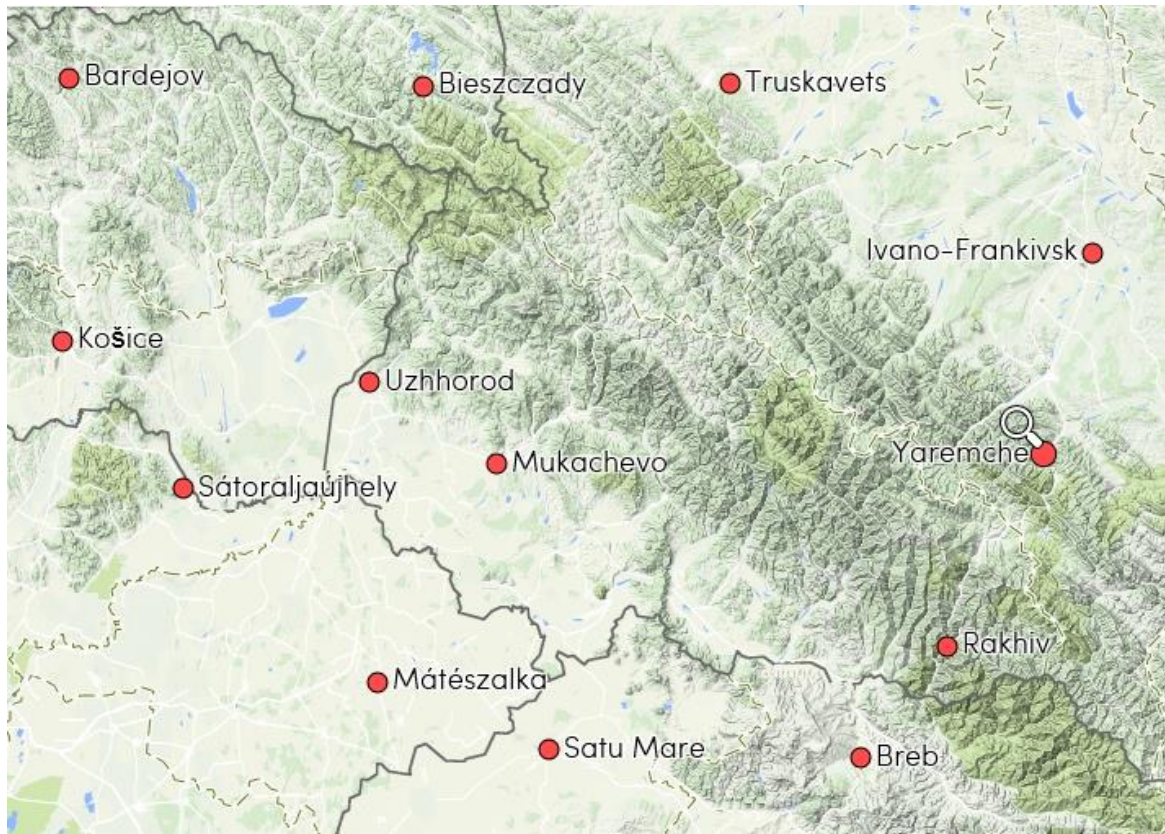 Bardejov
Bieszczady
Truskavets
Ivano-Frankivsk
Košice
Uzhhorod
Yaremche
Mukachevo
Sátoraljaújhely
Rakhiv
Mátészalka
Satu Mare
Breb